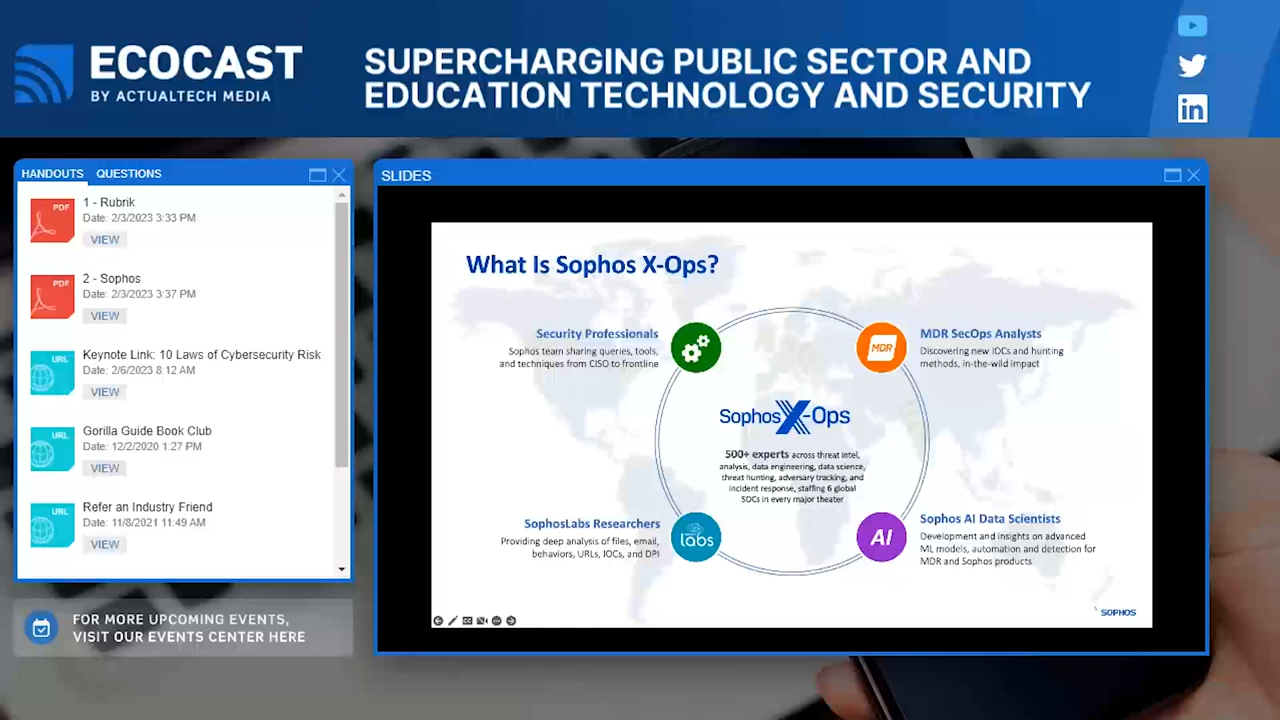 ECOCAST
BY ACTUALTECH MEDIA
SUPERCHARGING PUBLIC SECTOR AND
EDUCATION TECHNOLOGY AND SECURITY
in
HANDOUTS QUESTIONS
PDF
1 - Rubrik
Date: 2/3/2023 3:33 PM
VIEW
PDF
2 - Sophos
Date: 2/3/2023 3:37 PM
VIEW
URL
Keynote Link: 10 Laws of Cybersecurity Risk
Date: 2/6/2023 8:12 AM
VIEW
URL
Gorilla Guide Book Club
Date: 12/2/2020 1:27 PM
VIEW
URL
Refer an Industry Friend
Date: 11/8/2021 11:49 AM
VIEW
FOR MORE UPCOMING EVENTS,
VISIT OUR EVENTS CENTER HERE
SLIDES
What Is Sophos X-Ops?
Security Professionals
Sophos team sharing queries, tools,
and techniques from CISO to frontline
MDR
MDR SecOps Analysts
Discovering new IOCs and hunting
methods, in-the-wild impact
Sophos X-Ops
500+ experts across threat intel,
analysis, data engineering, data science,
threat hunting, adversary tracking, and
incident response, staffing 6 global
SOCs in every major theater
SophosLabs Researchers
Providing deep analysis of files, email,
behaviors, URLs, IOCs, and DPI
labs
AI
Sophos AI Data Scientists
Development and insights on advanced
ML models, automation and detection for
MDR and Sophos products
SOPHOS